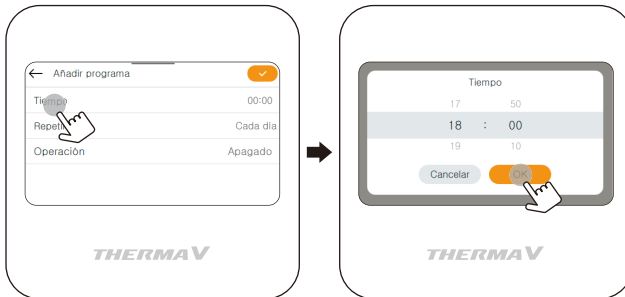 Añadir programa
Tiempo 00:00
Repetir Cada día
Operación Apagado
THERMAV
Tiempo
17 50
18 : 00
19 10
Cancelar OK
THERMAV